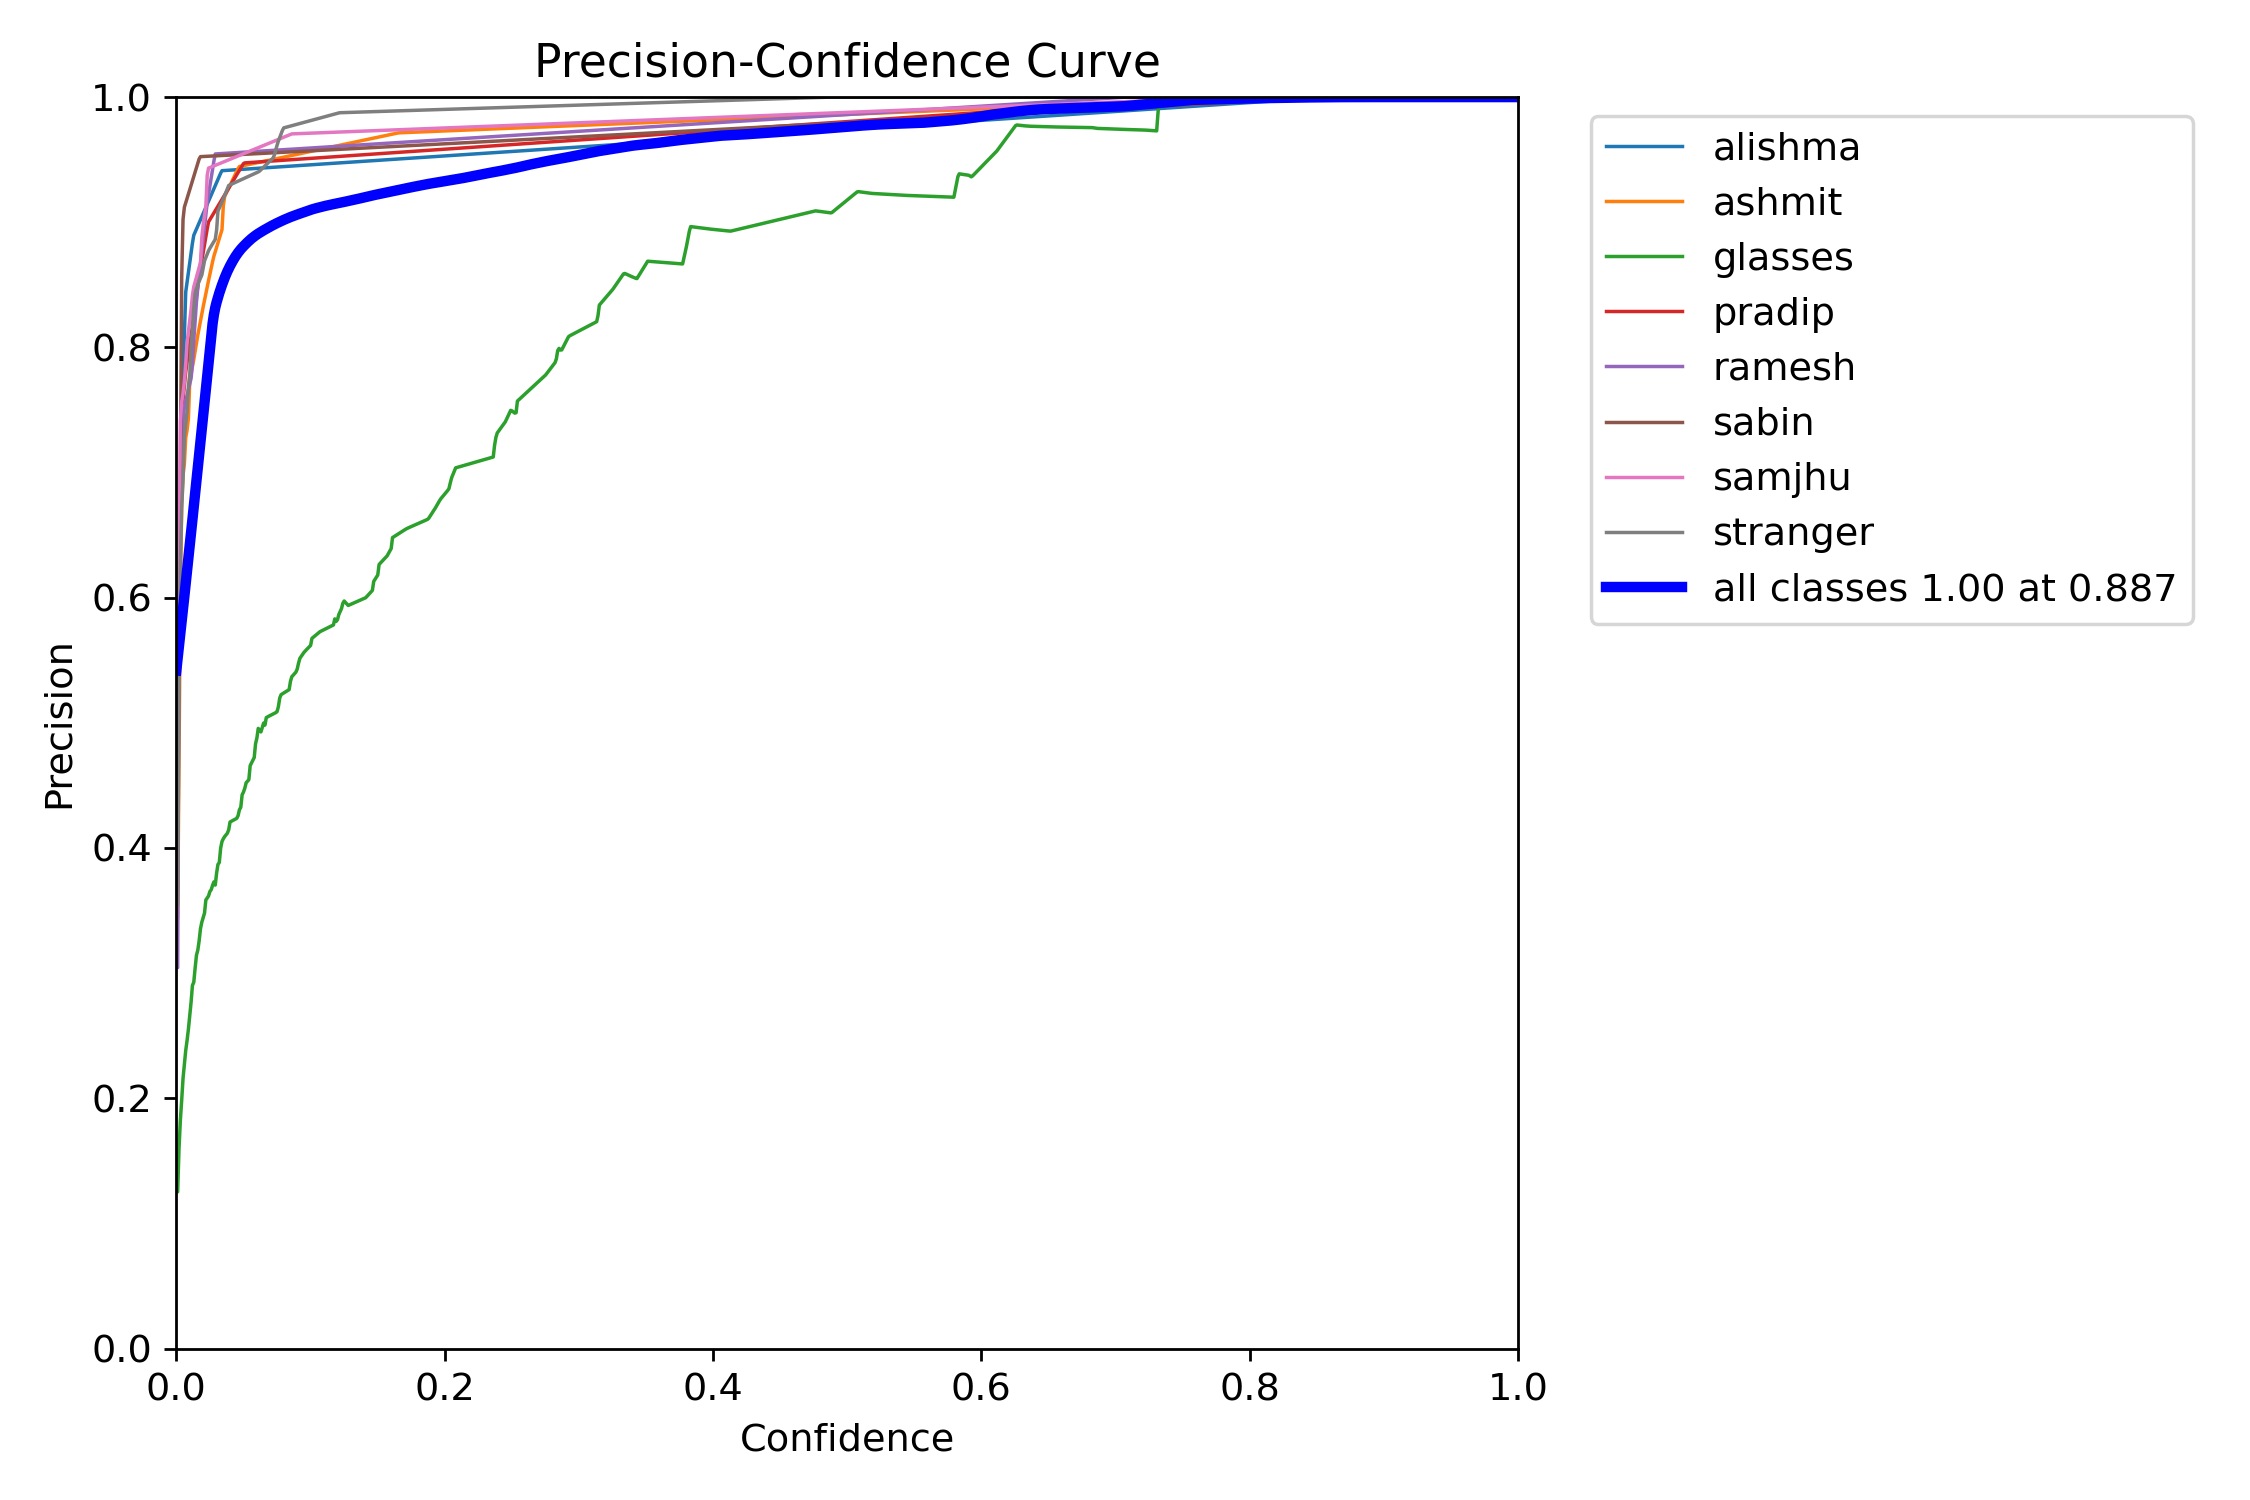 Precision-Confidence Curve
1.0
0.8
0.6
0.4
0.2
0.0
Precision
0.0 0.2 0.4 0.6 0.8 1.0
Confidence
alishma
ashmit
glasses
pradip
ramesh
sabin
samjhu
stranger
all classes 1.00 at 0.887